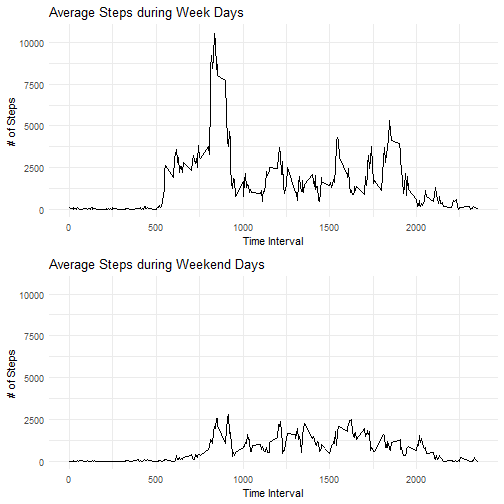 Average Steps during Week Days
# of Steps
10000
7500
5000
2500
0
0 500 1000 1500 2000
Time Interval
Average Steps during Weekend Days
# of Steps
10000
7500
5000
2500
0
0 500 1000 1500 2000
Time Interval